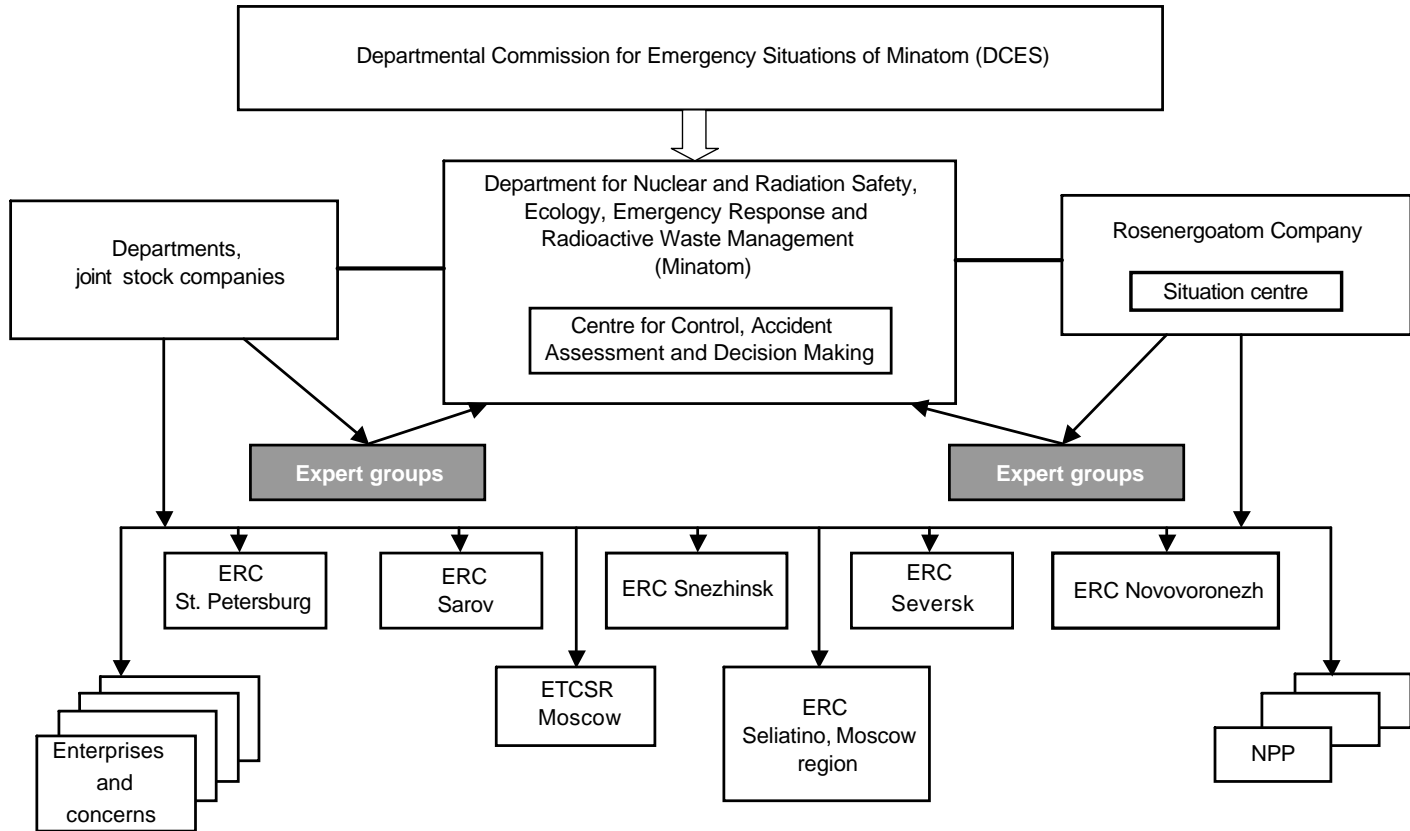 Departmental Commission for Emergency Situations of Minatom (DCES)
Department for Nuclear and Radiation Safety,
Ecology, Emergency Response and
Radioactive Waste Management
(Minatom)
Centre for Control, Accident
Assessment and Decision Making
Departments,
joint stock companies
Rosenergoatom Company
Situation centre
Expert groups
Expert groups
ERC
St. Petersburg
ERC
Sarov
ERC Snezhinsk
ERC
Seversk
ERC Novovoronezh
Enterprises
and
concerns
ETCSR
Moscow
ERC
Seliatino, Moscow
region
NPP